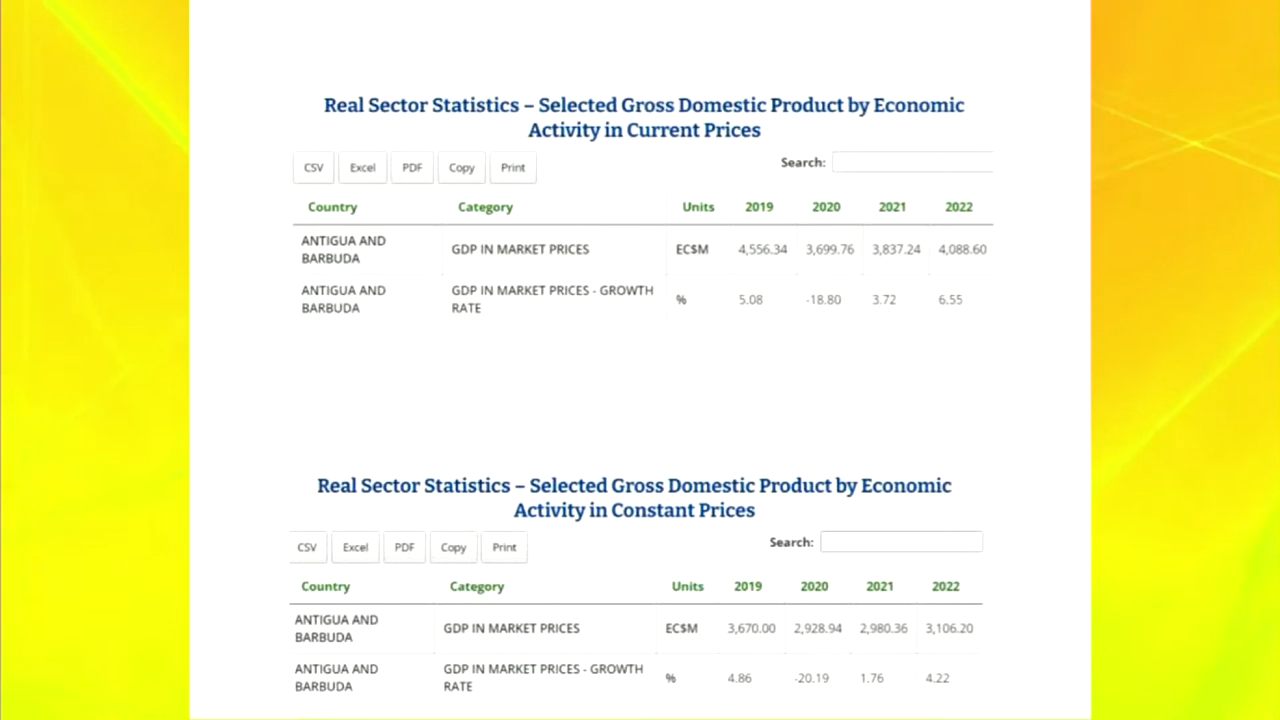 Real Sector Statistics – Selected Gross Domestic Product by Economic
Activity in Current Prices
CSV Excel PDF Copy Print Search:
Country Category Units 2019 2020 2021 2022
ANTIGUA AND BARBUDA GDP IN MARKET PRICES EC$M 4,556.34 3,699.76 3,837.24 4,088.60
ANTIGUA AND BARBUDA GDP IN MARKET PRICES - GROWTH RATE % 5.08 -18.80 3.72 6.55
Real Sector Statistics – Selected Gross Domestic Product by Economic
Activity in Constant Prices
CSV Excel PDF Copy Print Search:
Country Category Units 2019 2020 2021 2022
ANTIGUA AND BARBUDA GDP IN MARKET PRICES EC$M 3,670.00 2,928.94 2,980.36 3,106.20
ANTIGUA AND BARBUDA GDP IN MARKET PRICES - GROWTH RATE % 4.86 -20.19 1.76 4.22